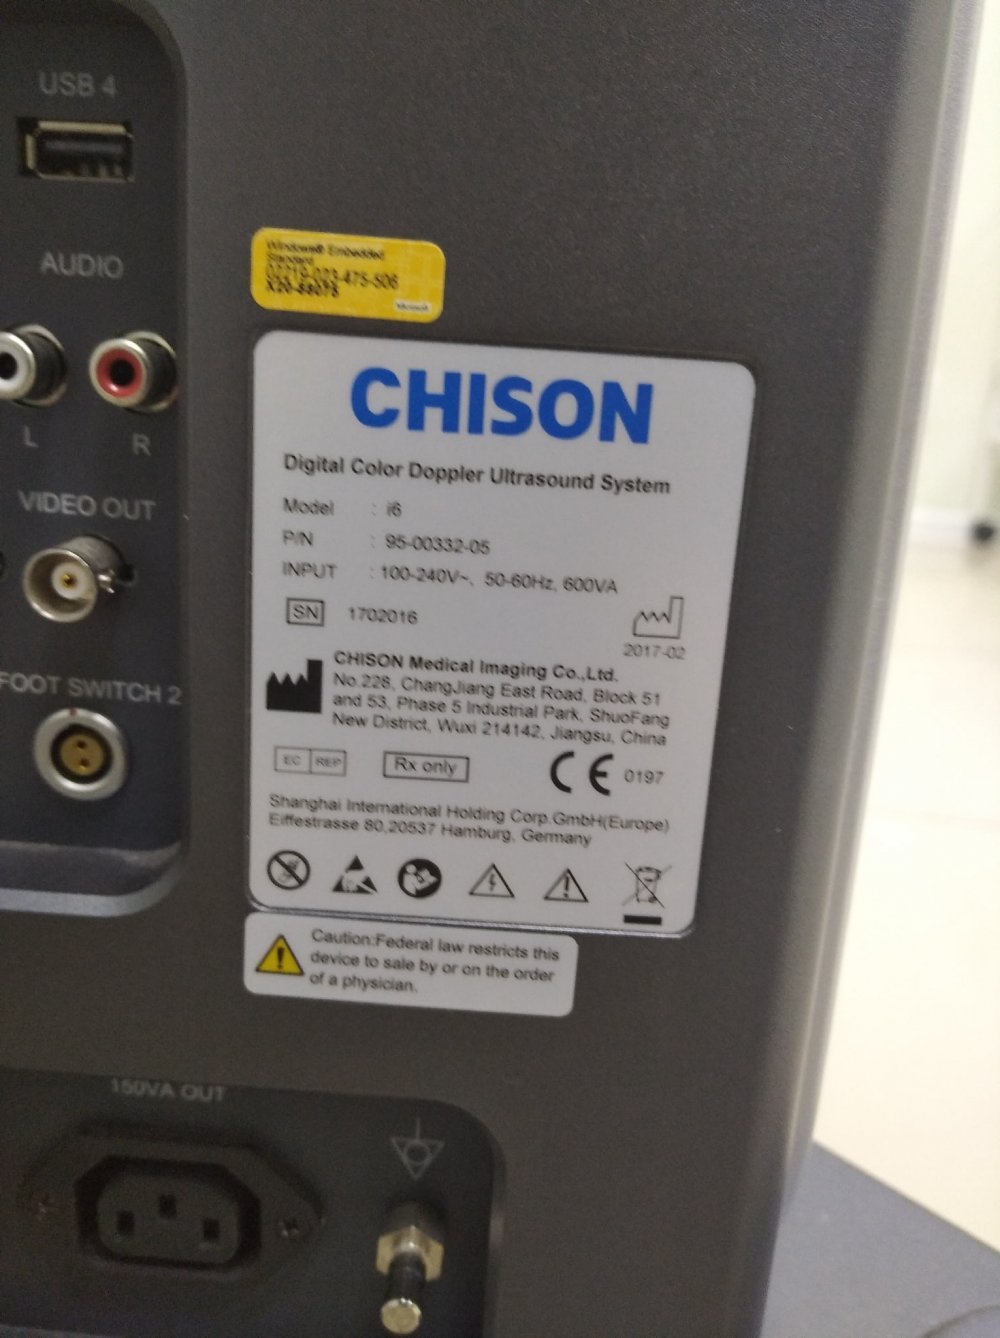 USB 4
AUDIO
L
R
VIDEO OUT
FOOT SWITCH 2
Windows® Embedded
Standard
X20-68075
Microsoft
CHISON
Digital Color Doppler Ultrasound System
Model : i6
P/N : 95-00332-05
INPUT : 100-240V~, 50-60Hz, 600VA
SN 1702016
2017-02
CHISON Medical Imaging Co.,Ltd.
No.228, ChangJiang East Road, Block 51
and 53, Phase 5 Industrial Park, ShuoFang
New District, Wuxi 214142, Jiangsu, China
EC REP
Rx only
CE 0197
Shanghai International Holding Corp.GmbH(Europe)
Eiffestrasse 80,20537 Hamburg, Germany
Caution:Federal law restricts this
device to sale by or on the order
of a physician.
150VA OUT